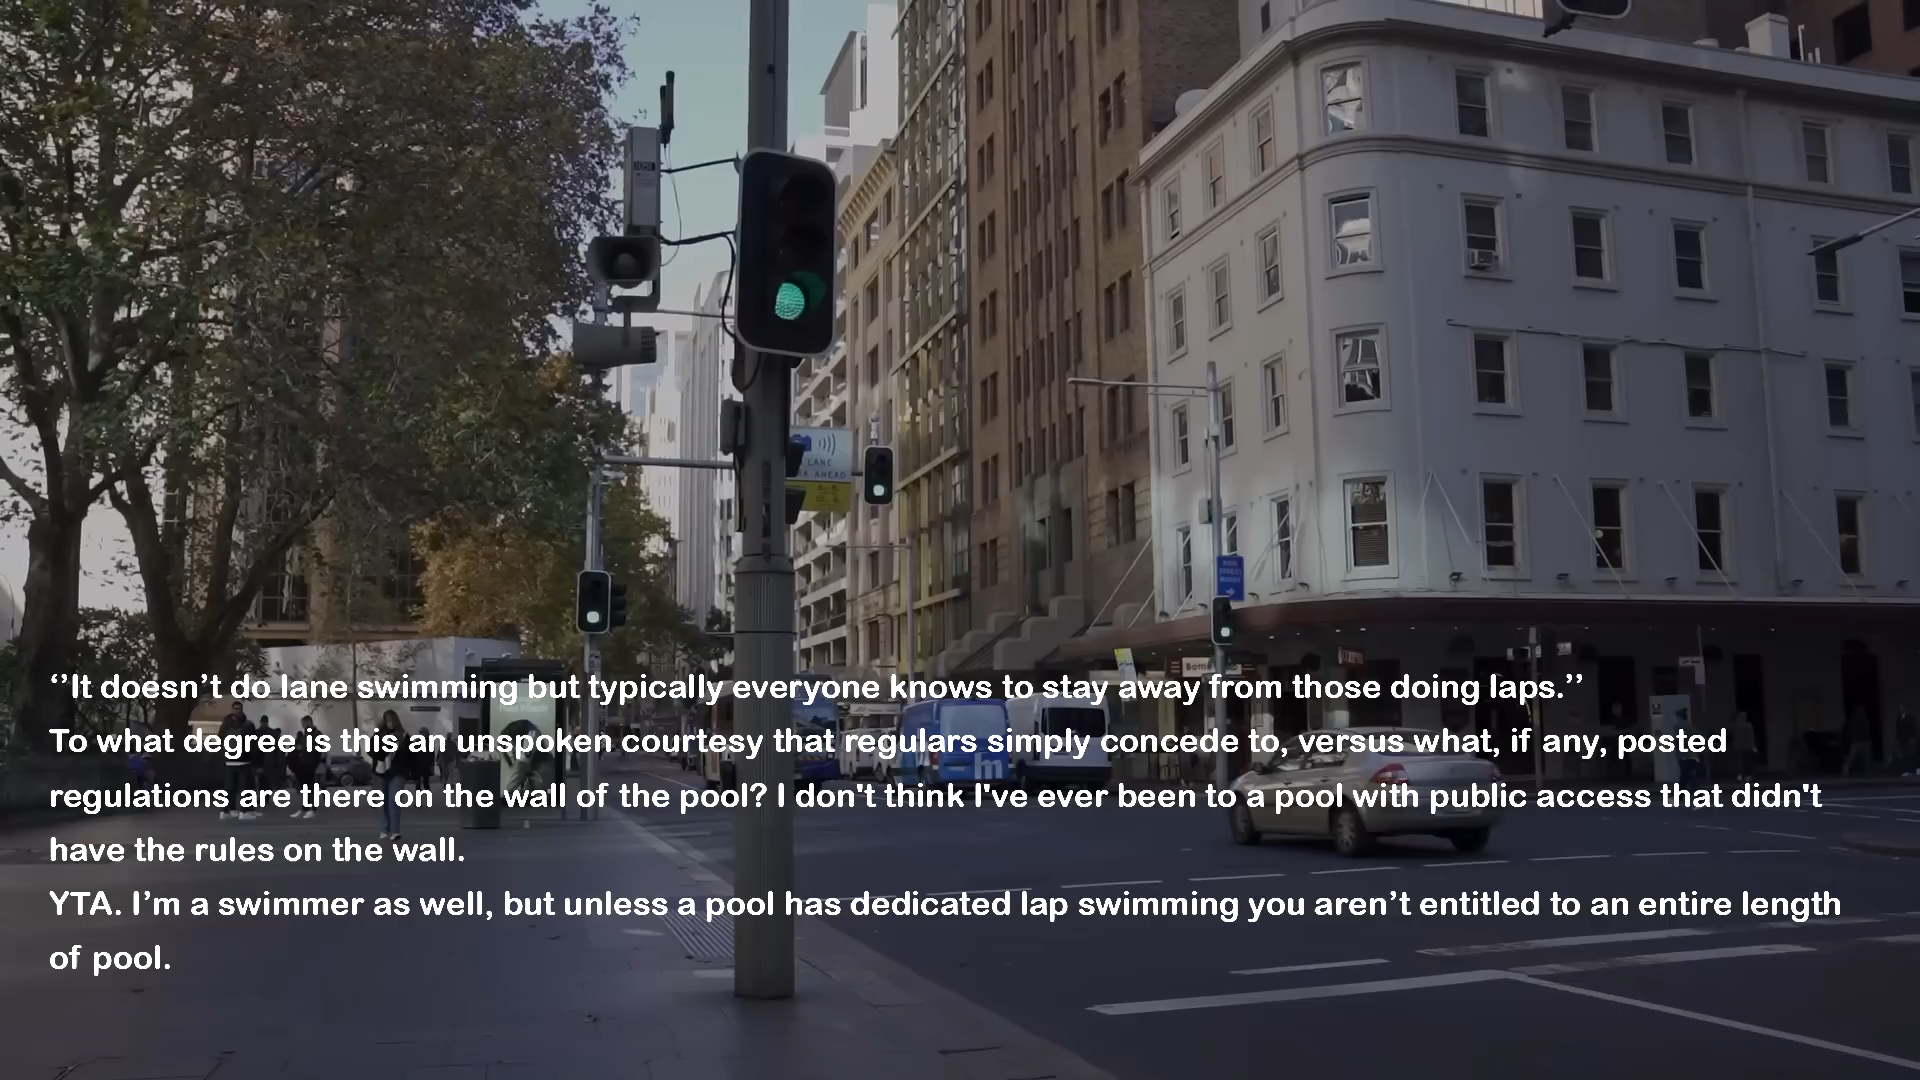 ‘’It doesn’t do lane swimming but typically everyone knows to stay away from those doing laps.’’
To what degree is this an unspoken courtesy that regulars simply concede to, versus what, if any, posted
regulations are there on the wall of the pool? I don't think I've ever been to a pool with public access that didn't
have the rules on the wall.
YTA. I’m a swimmer as well, but unless a pool has dedicated lap swimming you aren’t entitled to an entire length
of pool.
LANE
AHEAD
m